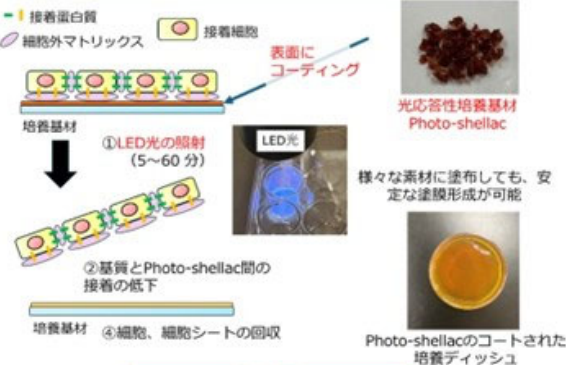 接着蛋白質
細胞外マトリックス
接着細胞
表面に
コーティング
光応答性培養基材
Photo-shellac
培養基材
①LED光の照射
（5～60 分）
LED光
様々な素材に塗布しても、安
定な塗膜形成が可能
②基質とPhoto-shellac間の
接着の低下
培養基材
④細胞、細胞シートの回収
Photo-shellacのコートされた
培養ディッシュ